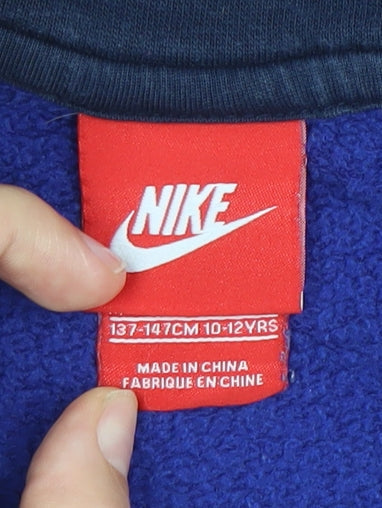 NIKE
137-147CM 10-12YRS
MADE IN CHINA
FABRIQUE EN CHINE